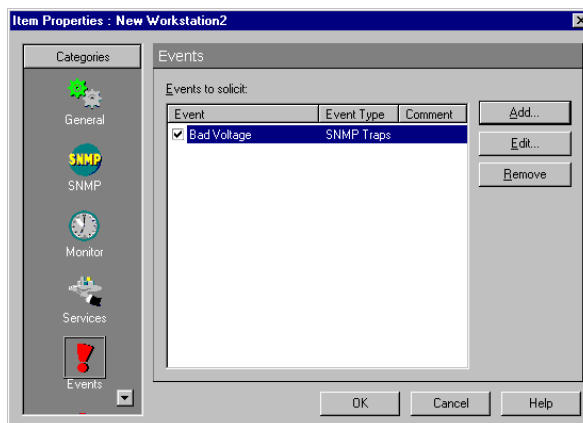 Item Properties : New Workstation2
Categories
General
SNMP
SNMP
Monitor
Services
Events
Events
Events to solicit:
Event Event Type Comment
Bad Voltage SNMP Traps
Add...
Edit...
Remove
OK Cancel Help